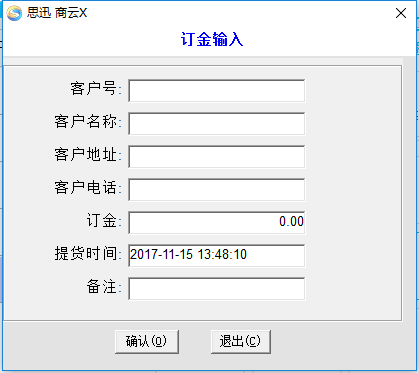 思迅 商云X
订金输入
客户号:
客户名称:
客户地址:
客户电话:
订金: 0.00
提货时间: 2017-11-15 13:48:10
备注:
确认(O) 退出(C)